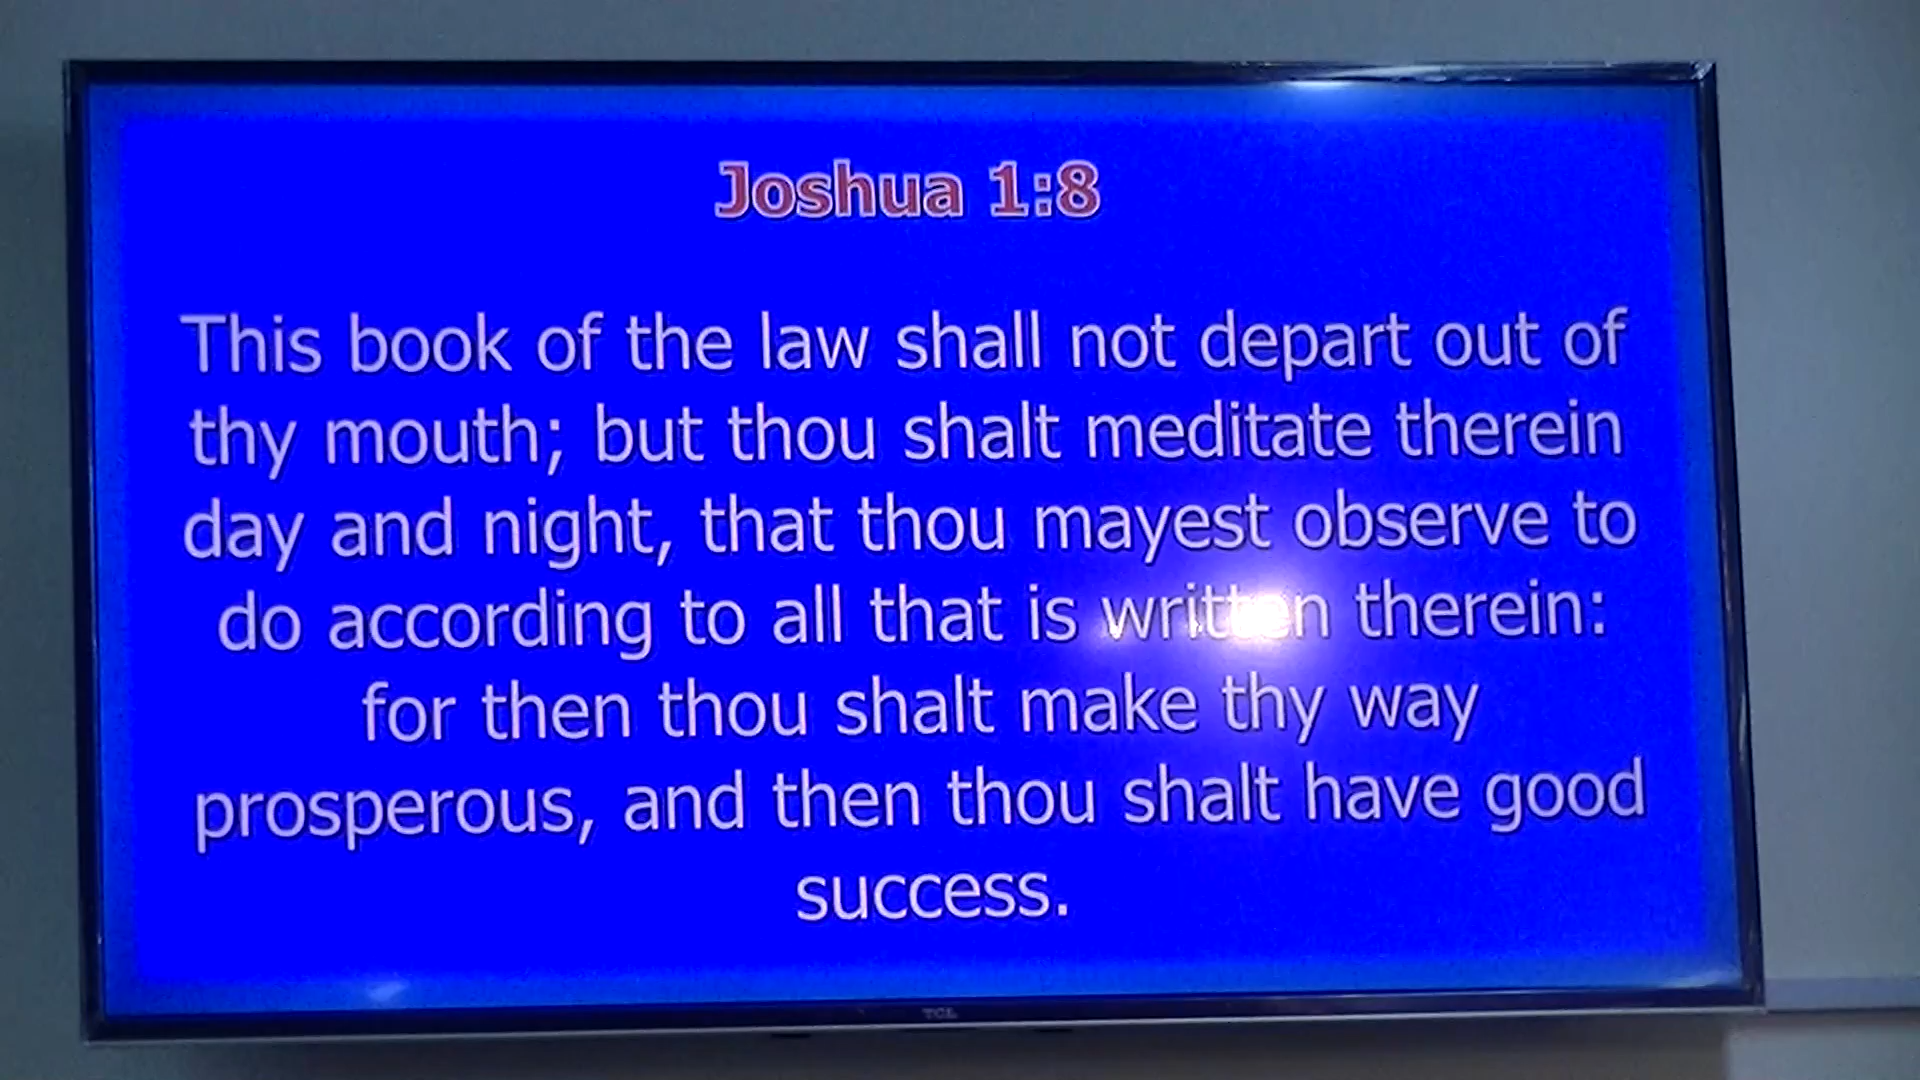 Joshua 1:8
This book of the law shall not depart out of
thy mouth; but thou shalt meditate therein
day and night, that thou mayest observe to
do according to all that is written therein:
for then thou shalt make thy way
prosperous, and then thou shalt have good
success.
TCL